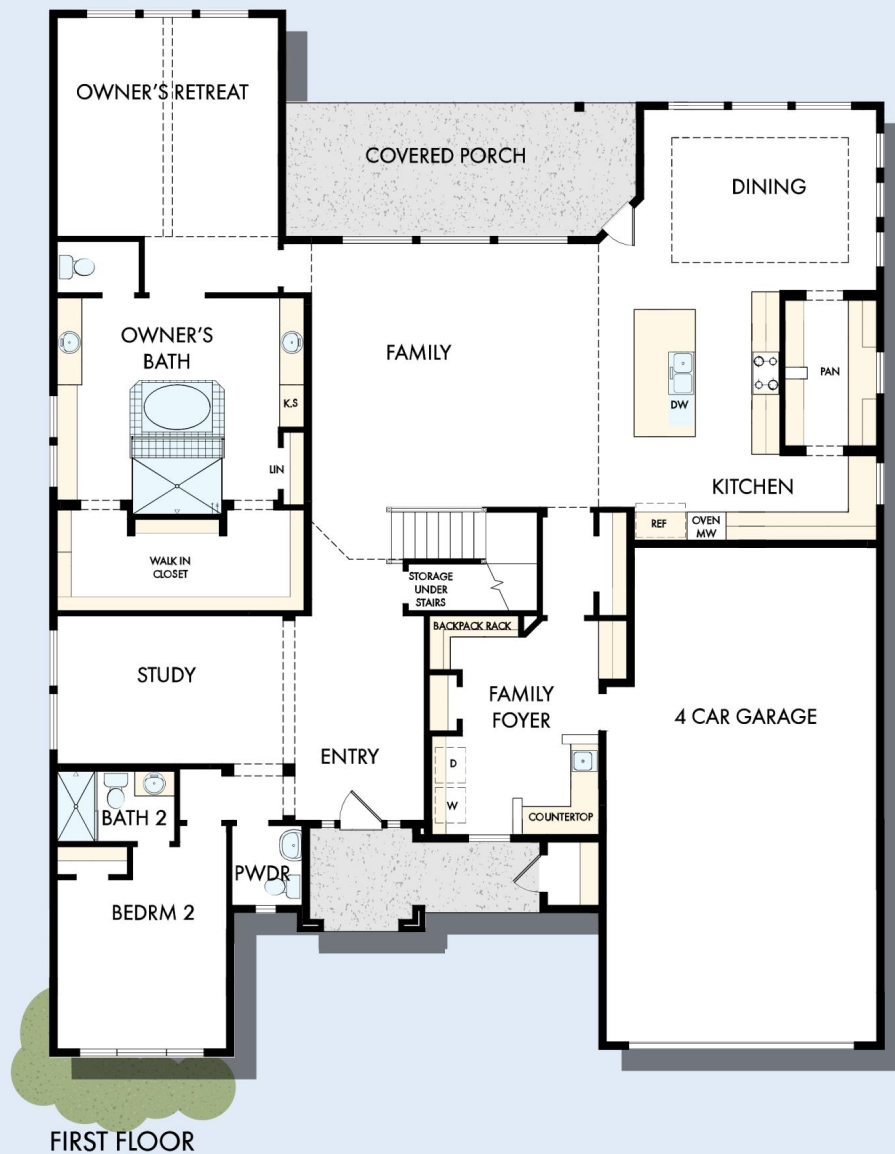 OWNER'S RETREAT
COVERED PORCH
DINING
OWNER'S
BATH
FAMILY
PAN
K.S
DW
LIN
KITCHEN
REF
OVEN
MW
WALK IN
CLOSET
STORAGE
UNDER
STAIRS
BACKPACK RACK
STUDY
FAMILY
FOYER
4 CAR GARAGE
ENTRY
D
W
BATH 2
COUNTERTOP
PWDR
BEDRM 2
FIRST FLOOR